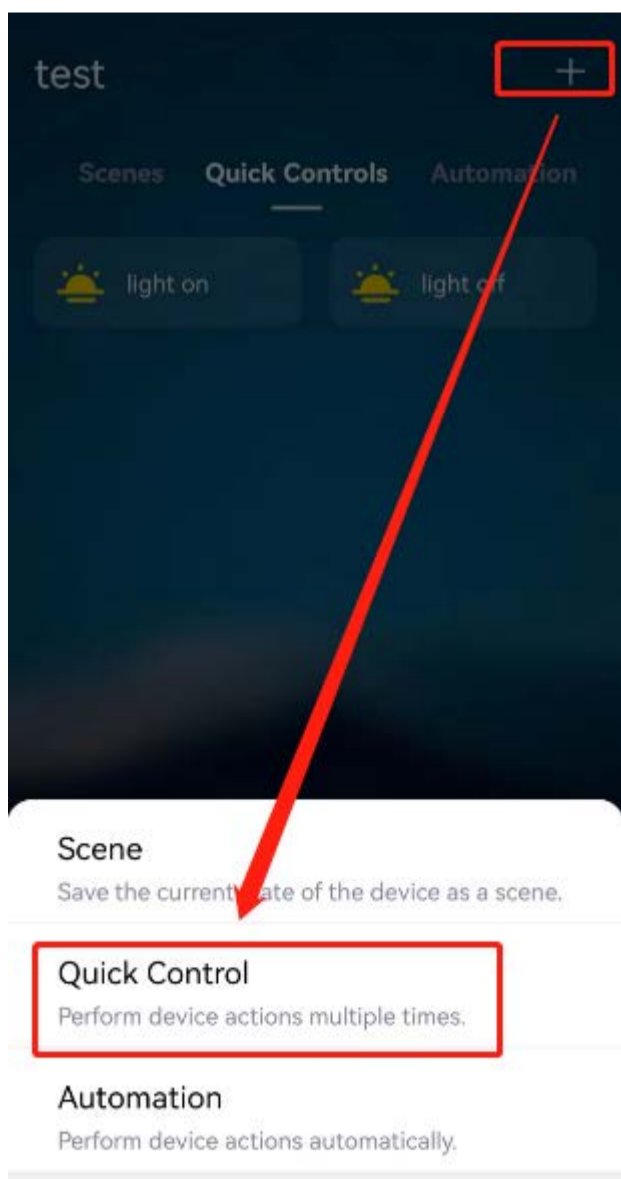 test +
Scenes Quick Controls Automation
light on light off
Scene
Save the current state of the device as a scene.
Quick Control
Perform device actions multiple times.
Automation
Perform device actions automatically.